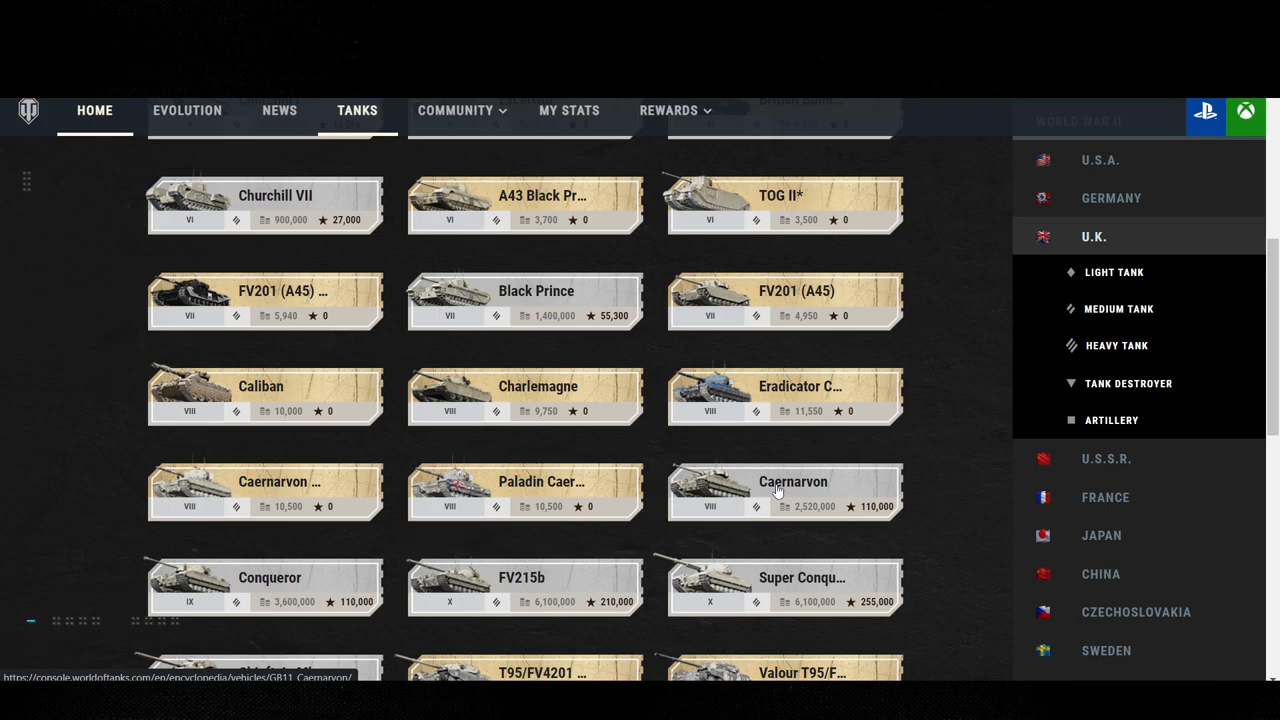 HOME
EVOLUTION
NEWS
TANKS
COMMUNITY
MY STATS
REWARDS
WORLD WAR II
Churchill VII
VI 900,000 ★ 27,000
A43 Black Pr...
VI 3,700 ★ 0
TOG II*
VI 3,500 ★ 0
FV201 (A45) ...
VII 5,940 ★ 0
Black Prince
VII 1,400,000 ★ 55,300
FV201 (A45)
VII 4,950 ★ 0
Caliban
VIII 10,000 ★ 0
Charlemagne
VIII 9,750 ★ 0
Eradicator C...
VIII 11,550 ★ 0
Caernarvon ...
VIII 10,500 ★ 0
Paladin Caer...
VIII 10,500 ★ 0
Caernarvon
VIII 2,520,000 ★ 110,000
Conqueror
IX 3,600,000 ★ 110,000
FV215b
X 6,100,000 ★ 210,000
Super Conqu...
X 6,100,000 ★ 255,000
T95/FV4201 ...
Valour T95/F...
U.S.A.
GERMANY
U.K.
LIGHT TANK
MEDIUM TANK
HEAVY TANK
TANK DESTROYER
ARTILLERY
U.S.S.R.
FRANCE
JAPAN
CHINA
CZECHOSLOVAKIA
SWEDEN
https://console.worldoftanks.com/en/encyclopedia/vehicles/GB11_Caernarvon/